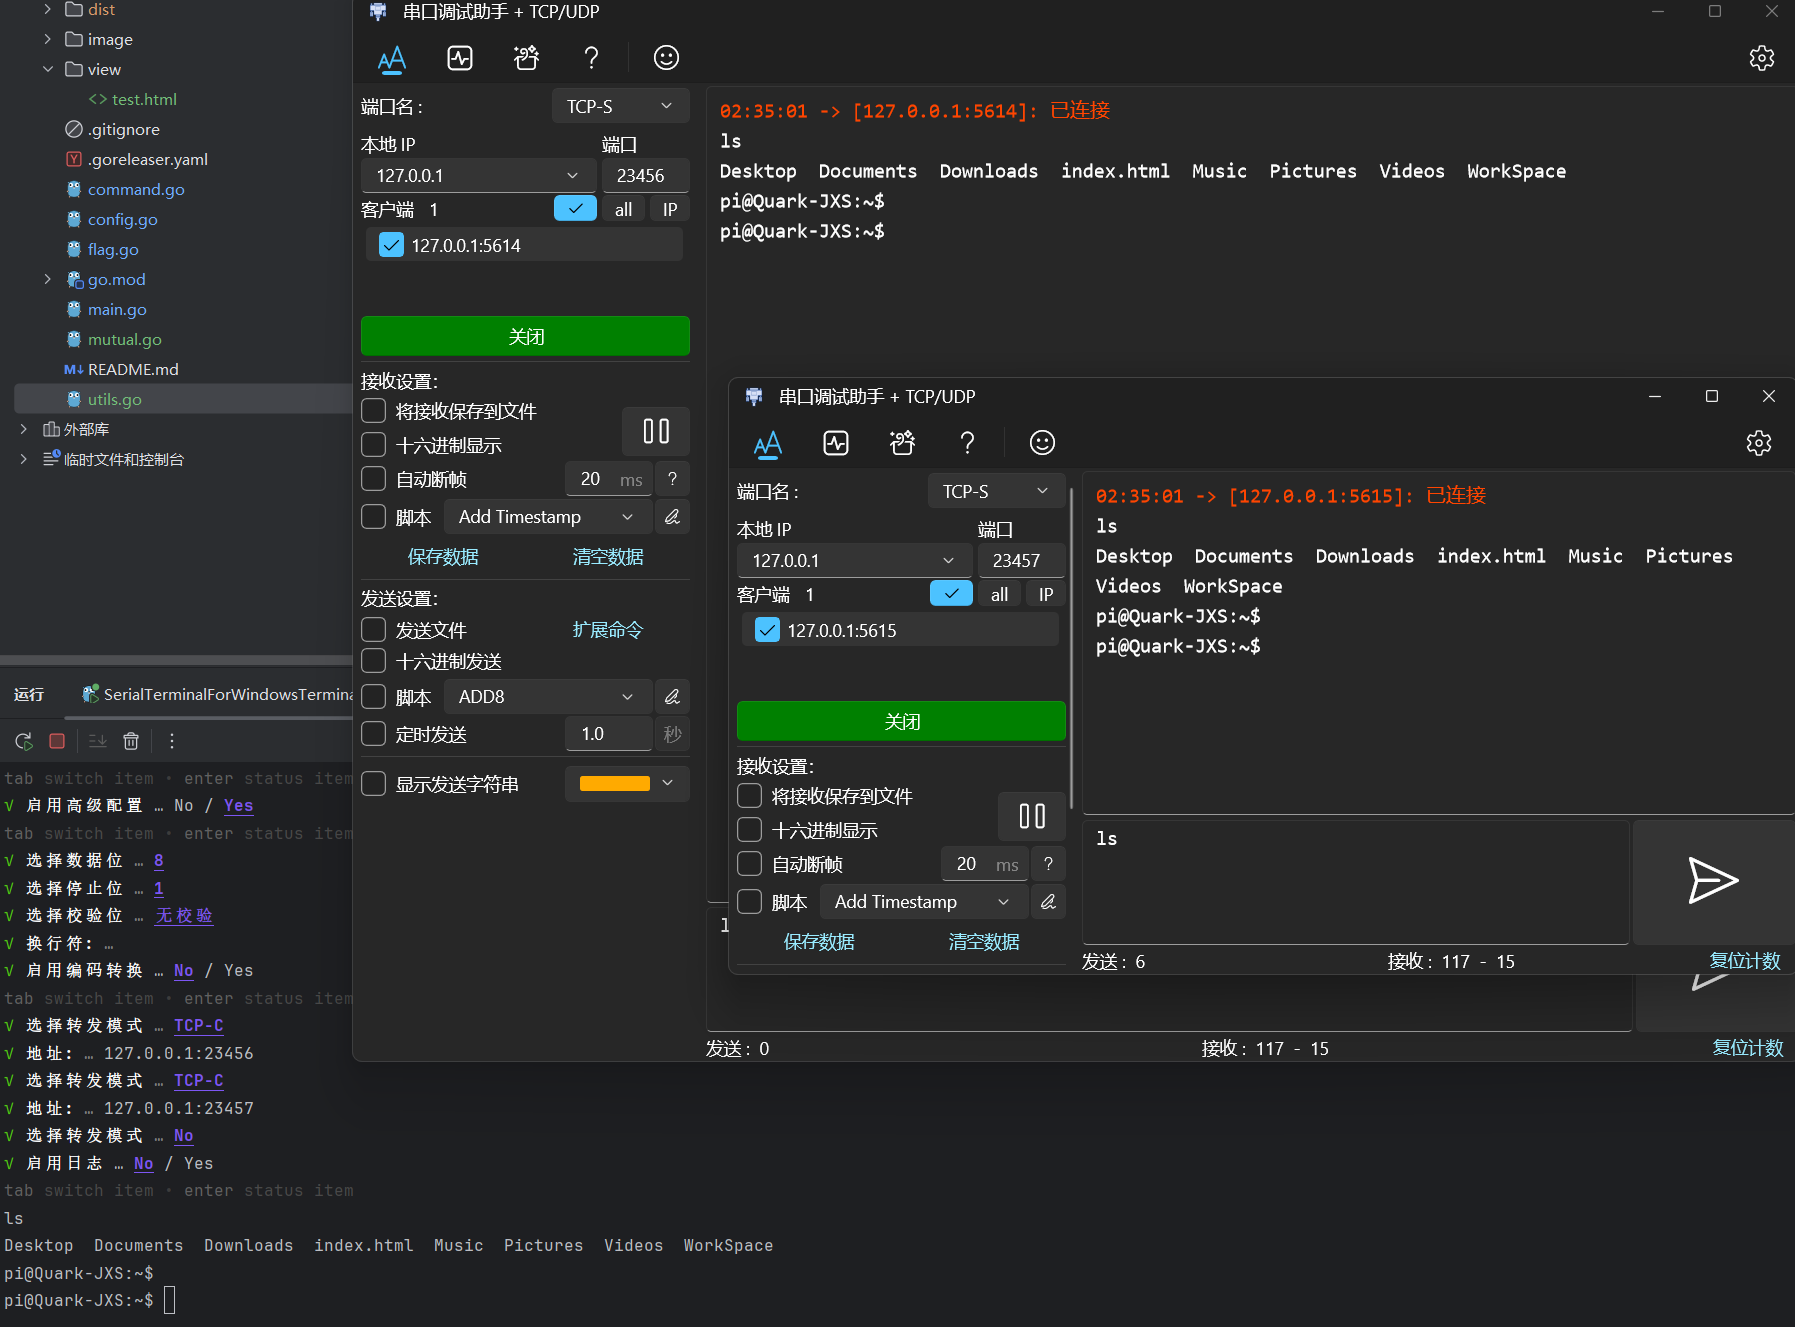 dist
image
view
<> test.html
.gitignore
.goreleaser.yaml
command.go
config.go
flag.go
go.mod
main.go
mutual.go
M↓ README.md
utils.go
外部库
临时文件和控制台
运行
SerialTerminalForWindowsTermina
tab switch item · enter status item
√ 启用高级配置 … No / Yes
tab switch item · enter status item
√ 选择数据位 … 8
√ 选择停止位 … 1
√ 选择校验位 … 无校验
√ 换行符: …
√ 启用编码转换 … No / Yes
tab switch item · enter status item
√ 选择转发模式 … TCP-C
√ 地址: … 127.0.0.1:23456
√ 选择转发模式 … TCP-C
√ 地址: … 127.0.0.1:23457
√ 选择转发模式 … No
√ 启用日志 … No / Yes
tab switch item · enter status item
ls
Desktop  Documents  Downloads  index.html  Music  Pictures  Videos  WorkSpace
pi@Quark-JXS:~$
pi@Quark-JXS:~$
串口调试助手 + TCP/UDP
端口名: TCP-S
本地 IP 端口
127.0.0.1 23456
客户端 1 all IP
127.0.0.1:5614
关闭
接收设置:
将接收保存到文件
十六进制显示
自动断帧 20 ms ?
脚本 Add Timestamp
保存数据 清空数据
发送设置:
发送文件 扩展命令
十六进制发送
脚本 ADD8
定时发送 1.0 秒
显示发送字符串
02:35:01 -> [127.0.0.1:5614]: 已连接
ls
Desktop  Documents  Downloads  index.html  Music  Pictures  Videos  WorkSpace
pi@Quark-JXS:~$
pi@Quark-JXS:~$
发送: 0 接收: 117 - 15 复位计数
串口调试助手 + TCP/UDP
端口名: TCP-S
本地 IP 端口
127.0.0.1 23457
客户端 1 all IP
127.0.0.1:5615
关闭
接收设置:
将接收保存到文件
十六进制显示
自动断帧 20 ms ?
脚本 Add Timestamp
保存数据 清空数据
02:35:01 -> [127.0.0.1:5615]: 已连接
ls
Desktop  Documents  Downloads  index.html  Music  Pictures
Videos  WorkSpace
pi@Quark-JXS:~$
pi@Quark-JXS:~$
ls
发送: 6 接收: 117 - 15 复位计数